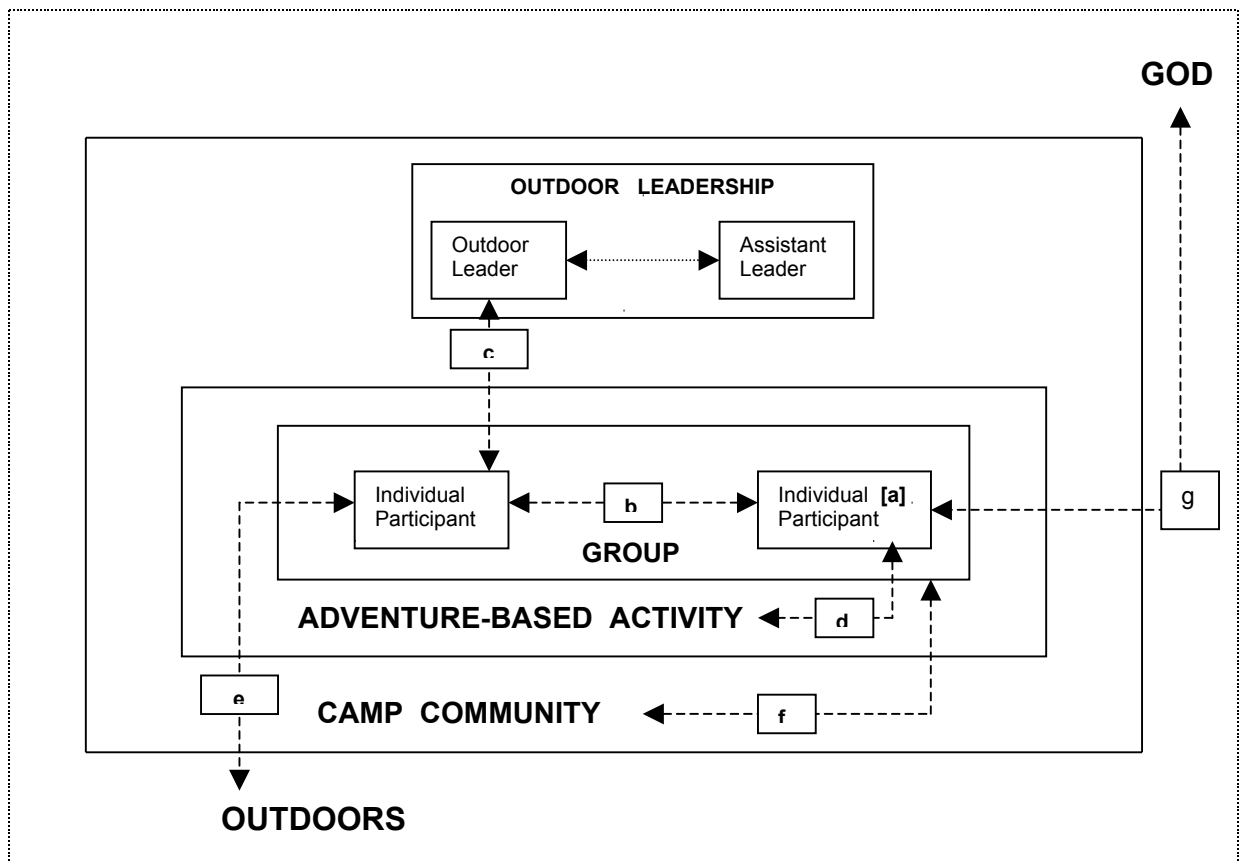 GOD
OUTDOOR LEADERSHIP
Outdoor
Leader
Assistant
Leader
c
Individual
Participant
b
Individual [a]
Participant
g
GROUP
ADVENTURE-BASED ACTIVITY
d
e
CAMP COMMUNITY
f
OUTDOORS